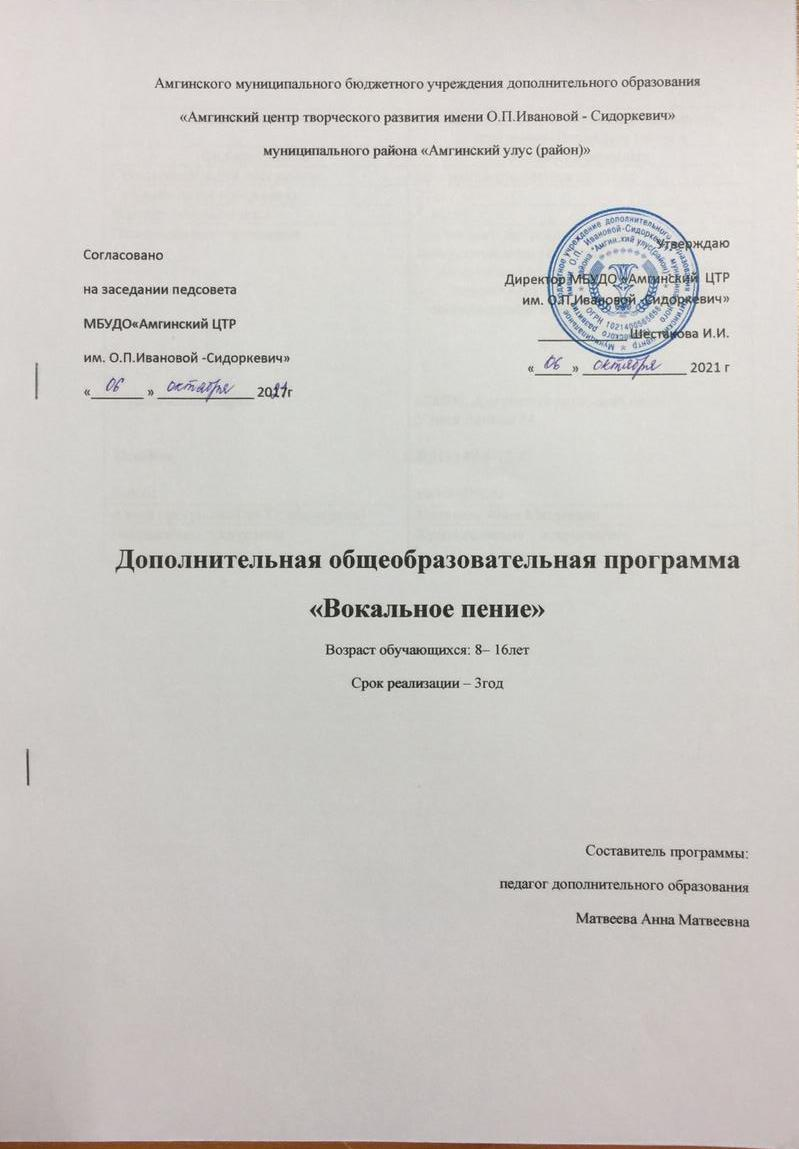 Амгинского муниципального бюджетного учреждения дополнительного образования
«Амгинский центр творческого развития имени О.П.Ивановой - Сидоркевич»
муниципального района «Амгинский улус (район)»
Согласовано
на заседании педсовета
МБУДО«Амгинский ЦТР
им. О.П.Ивановой -Сидоркевич»
«06» октября 2021г
Утверждаю
Директор МБУДО «Амгинский ЦТР
им. О.П.Ивановой -Сидоркевич»
Шестакова И.И.
«06» октября 2021 г
Дополнительная общеобразовательная программа
«Вокальное пение»
Возраст обучающихся: 8– 16лет
Срок реализации – 3год
Составитель программы:
педагог дополнительного образования
Матвеева Анна Матвеевна